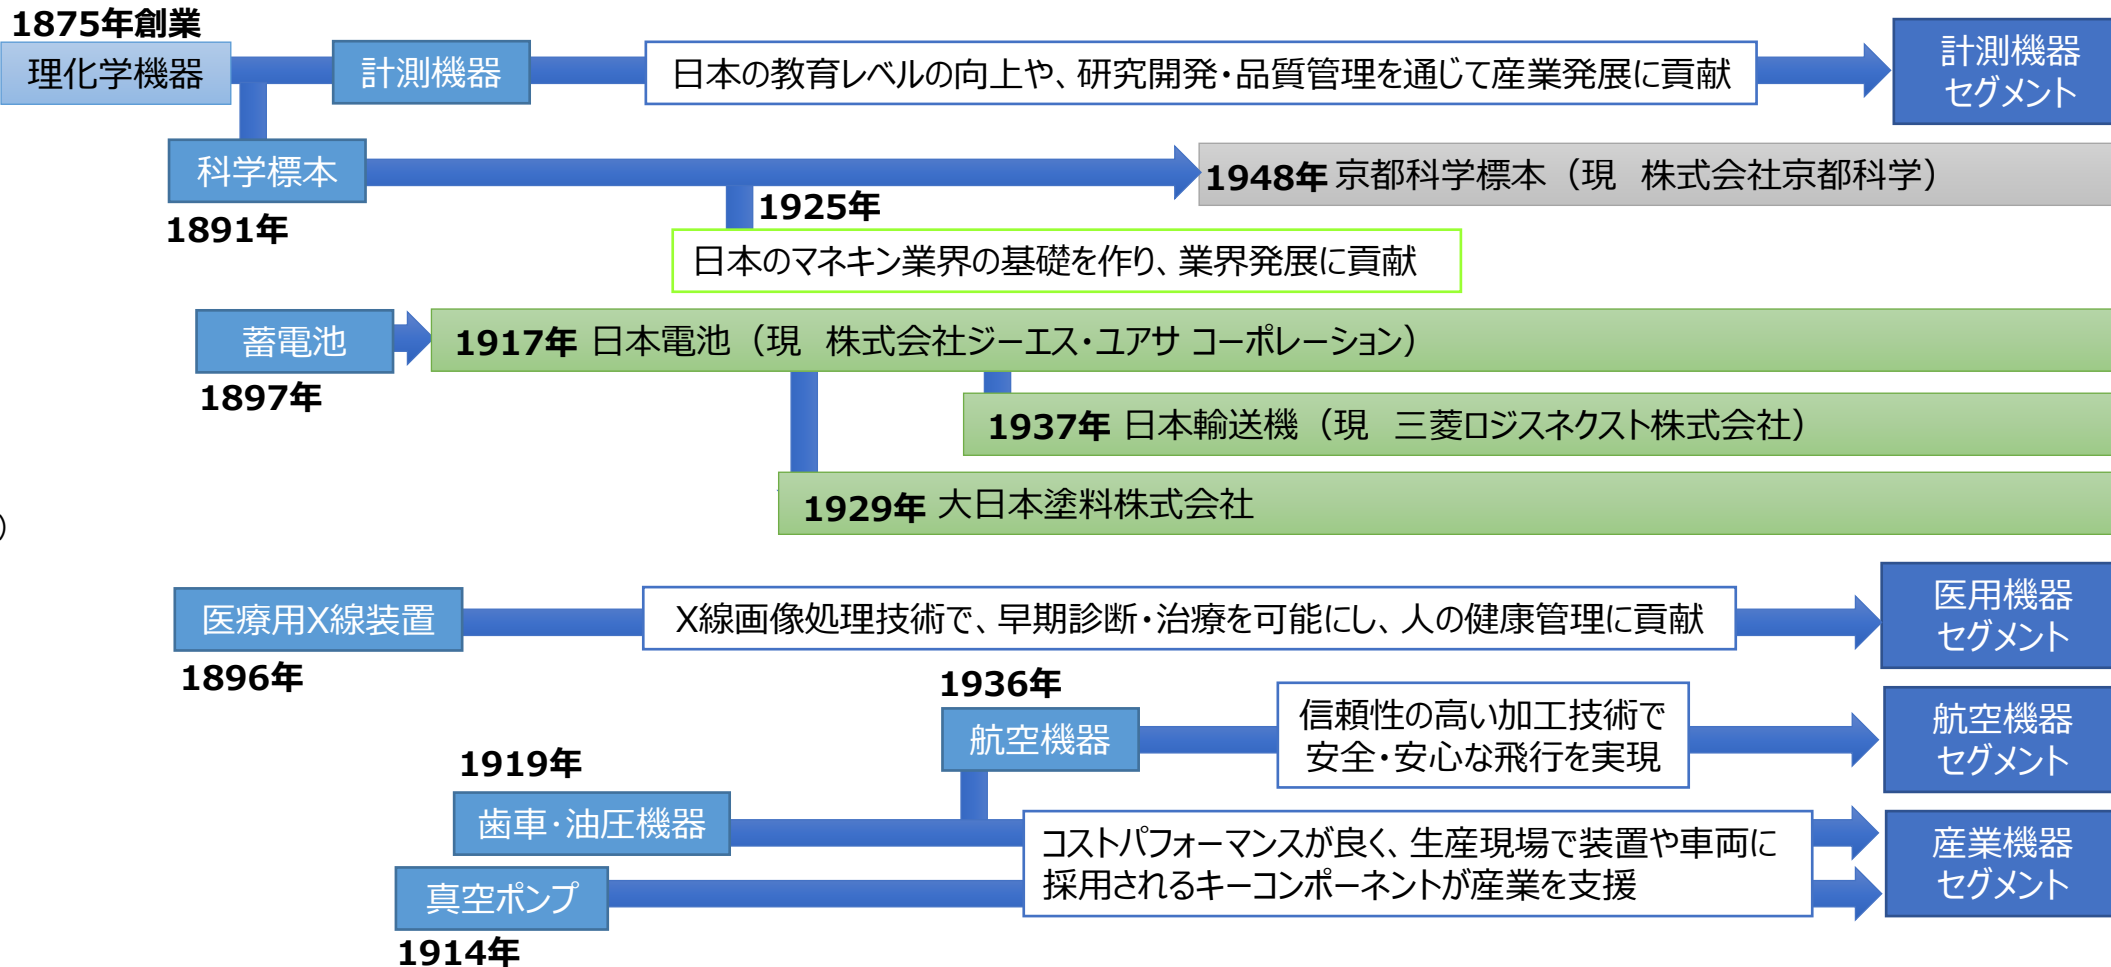 1875年創業
理化学機器
計測機器
日本の教育レベルの向上や、研究開発・品質管理を通じて産業発展に貢献
計測機器
セグメント
科学標本
1891年
1948年 京都科学標本（現　株式会社京都科学）
1925年
日本のマネキン業界の基礎を作り、業界発展に貢献
蓄電池
1897年
1917年 日本電池（現　株式会社ジーエス・ユアサ コーポレーション）
1937年 日本輸送機（現　三菱ロジスネクスト株式会社）
1929年 大日本塗料株式会社
）
医療用X線装置
1896年
X線画像処理技術で、早期診断・治療を可能にし、人の健康管理に貢献
医用機器
セグメント
1936年
航空機器
信頼性の高い加工技術で
安全・安心な飛行を実現
航空機器
セグメント
1919年
歯車・油圧機器
コストパフォーマンスが良く、生産現場で装置や車両に
採用されるキーコンポーネントが産業を支援
産業機器
セグメント
真空ポンプ
1914年